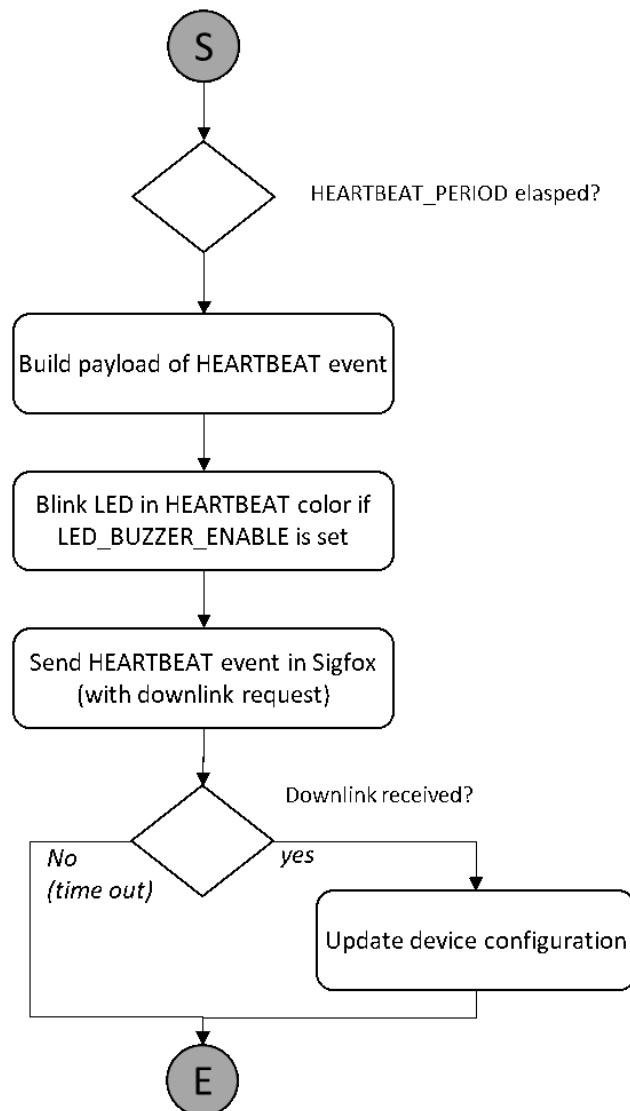 S
HEARTBEAT_PERIOD elasped?
Build payload of HEARTBEAT event
Blink LED in HEARTBEAT color if
LED_BUZZER_ENABLE is set
Send HEARTBEAT event in Sigfox
(with downlink request)
Downlink received?
No
(time out)
yes
Update device configuration
E